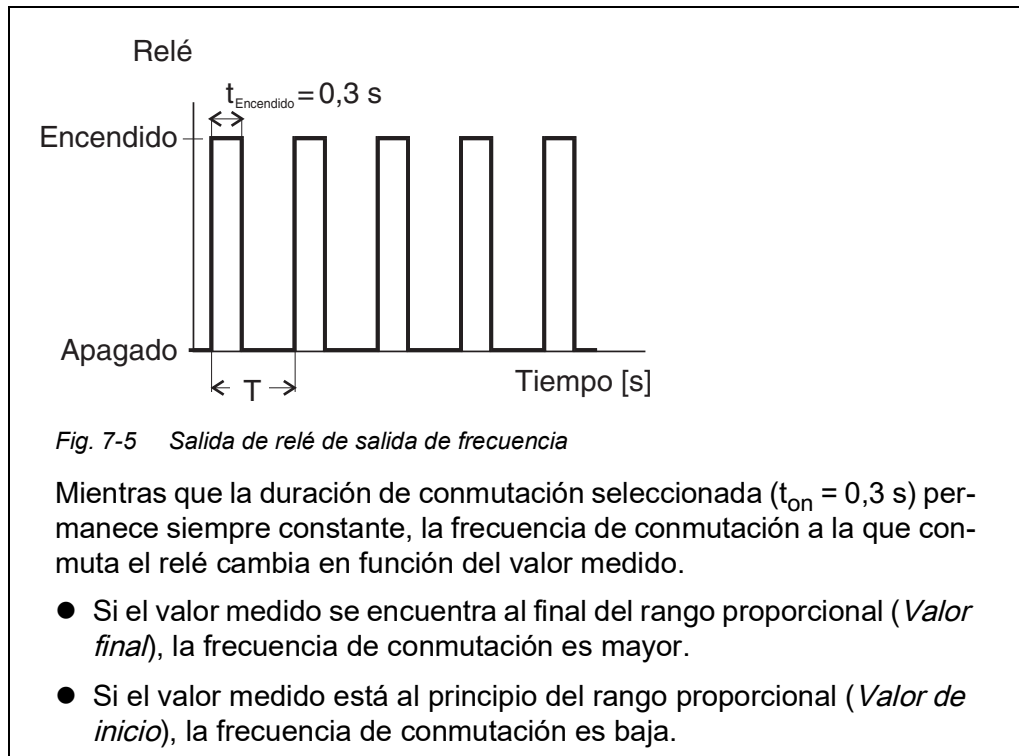 Relé
tEncendido = 0,3 s
Encendido
Apagado
T
Tiempo [s]
Fig. 7-5 Salida de relé de salida de frecuencia
Mientras que la duración de conmutación seleccionada (ton = 0,3 s) per-
manece siempre constante, la frecuencia de conmutación a la que con-
muta el relé cambia en función del valor medido.
● Si el valor medido se encuentra al final del rango proporcional (Valor
final), la frecuencia de conmutación es mayor.
● Si el valor medido está al principio del rango proporcional (Valor de
inicio), la frecuencia de conmutación es baja.